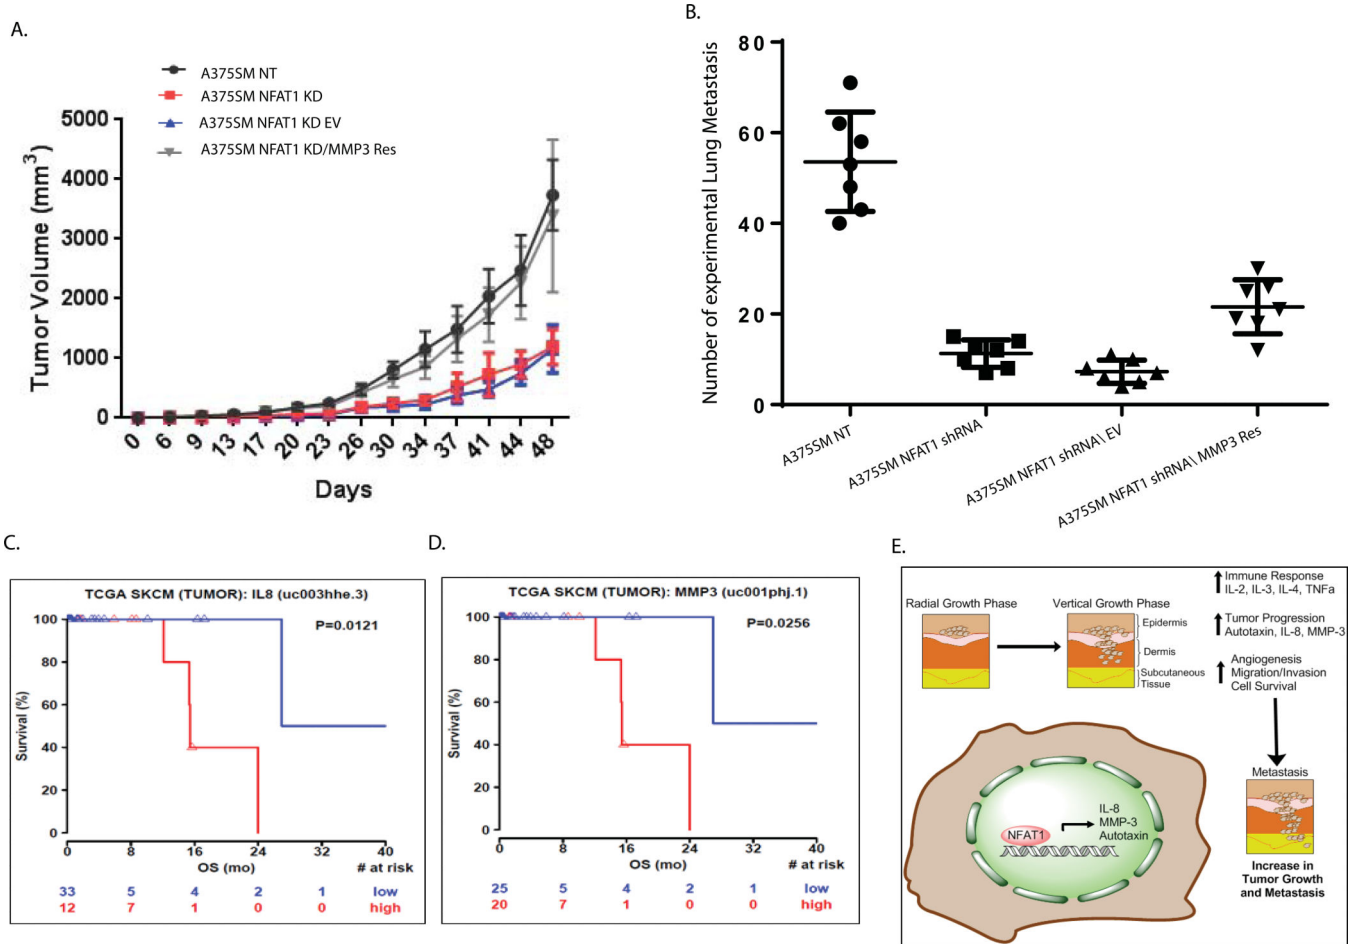 A.
A375SM NT
A375SM NFAT1 KD
A375SM NFAT1 KD EV
A375SM NFAT1 KD/MMP3 Res
Tumor Volume (mm3)
5000
4000
3000
2000
1000
0
0 6 9 13 17 20 23 26 30 34 37 41 44 48
Days
B.
Number of experimental Lung Metastasis
80
60
40
20
0
A375SM NT
A375SM NFAT1 shRNA
A375SM NFAT1 shRNA\ EV
A375SM NFAT1 shRNA\ MMP3 Res
C.
TCGA SKCM (TUMOR): IL8 (uc003hhe.3)
P=0.0121
Survival (%)
100
80
60
40
20
0
0 8 16 24 32 40
OS (mo) # at risk
33 5 4 2 1 low
12 7 1 0 0 high
D.
TCGA SKCM (TUMOR): MMP3 (uc001phj.1)
P=0.0256
Survival (%)
100
80
60
40
20
0
0 8 16 24 32 40
OS (mo) # at risk
25 5 4 2 1 low
20 7 1 0 0 high
E.
Radial Growth Phase
Vertical Growth Phase
Epidermis
Dermis
Subcutaneous
Tissue
Immune Response
IL-2, IL-3, IL-4, TNFa
Tumor Progression
Autotaxin, IL-8, MMP-3
Angiogenesis
Migration/Invasion
Cell Survival
Metastasis
Increase in
Tumor Growth
and Metastasis
NFAT1
IL-8
MMP-3
Autotaxin